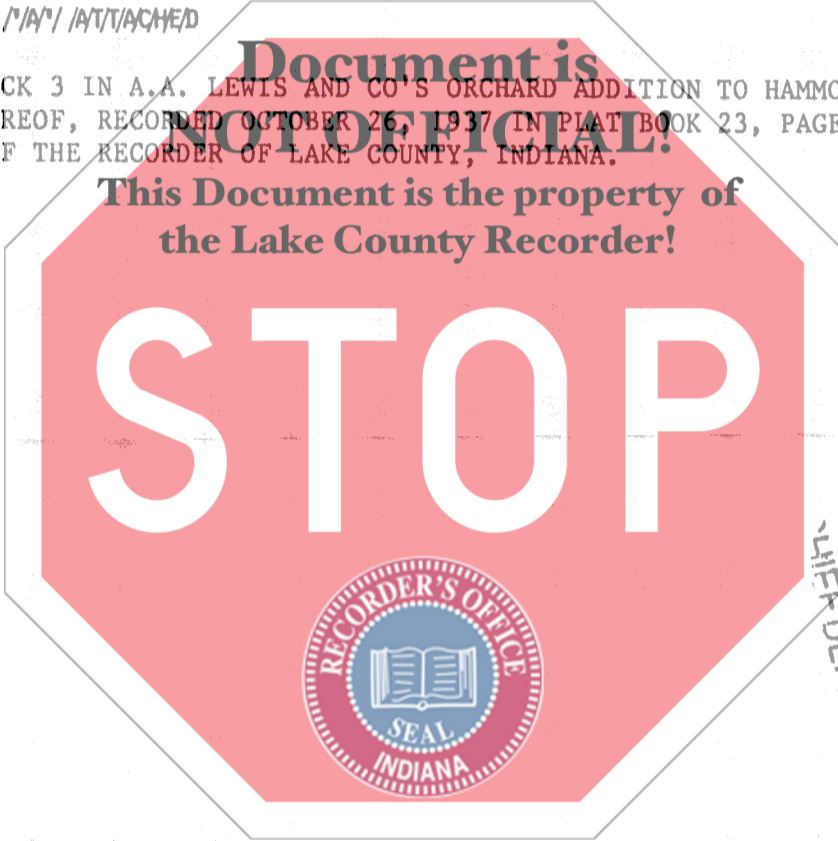 /"/A/"/ /A/T/T/A/C/H/E/D
Document is
CK 3 IN A.A. LEWIS AND CO'S ORCHARD ADDITION TO HAMMO
NOT OFFICIAL!
REOF, RECORDED OCTOBER 26, 1937 IN PLAT BOOK 23, PAGE
F THE RECORDER OF LAKE COUNTY, INDIANA.
This Document is the property of
the Lake County Recorder!
STOP
RECORDER'S OFFICE
SEAL
INDIANA